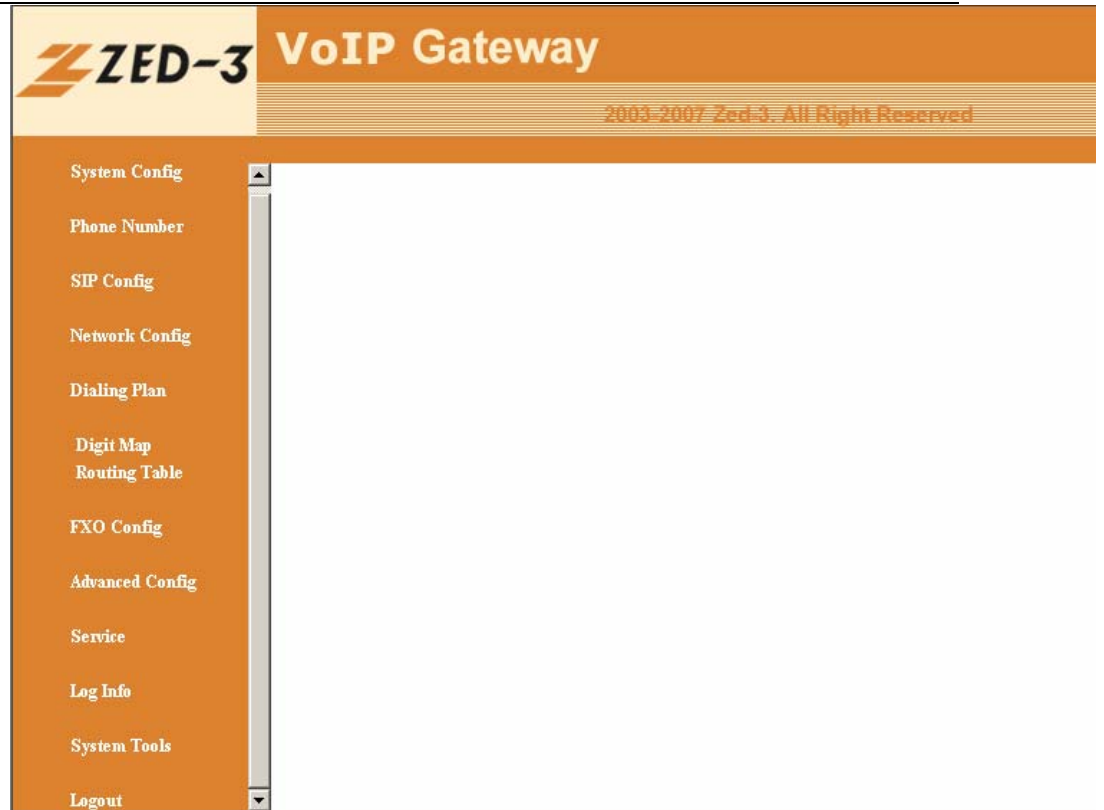 ZED-3
VoIP Gateway
2003-2007 Zed-3. All Right Reserved
System Config
Phone Number
SIP Config
Network Config
Dialing Plan
Digit Map
Routing Table
FXO Config
Advanced Config
Service
Log Info
System Tools
Logout